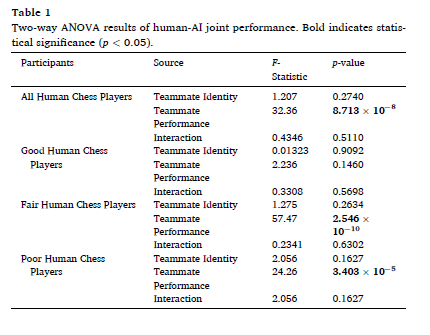 Table 1
Two-way ANOVA results of human-AI joint performance. Bold indicates statis-
tical significance (p < 0.05).
Participants Source F-Statistic p-value
All Human Chess Players Teammate Identity 1.207 0.2740
Teammate Performance 32.36 8.713 × 10⁻⁸
Interaction 0.4346 0.5110
Good Human Chess Players Teammate Identity 0.01323 0.9092
Teammate Performance 2.236 0.1460
Interaction 0.3308 0.5698
Fair Human Chess Players Teammate Identity 1.275 0.2634
Teammate Performance 57.47 2.546 × 10⁻¹⁰
Interaction 0.2341 0.6302
Poor Human Chess Players Teammate Identity 2.056 0.1627
Teammate Performance 24.26 3.403 × 10⁻⁵
Interaction 2.056 0.1627